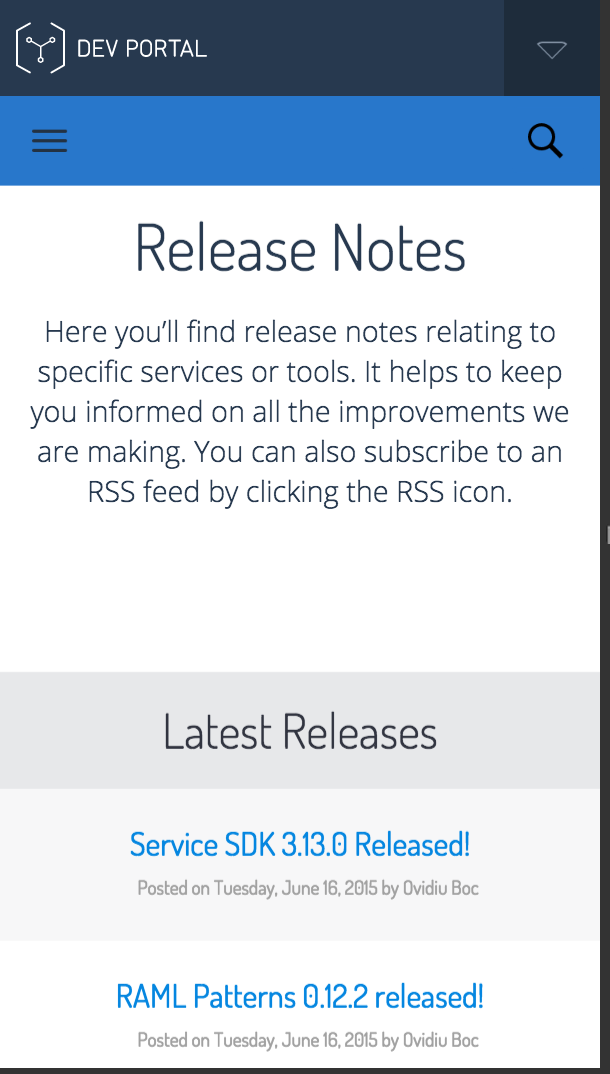 DEV PORTAL
Release Notes
Here you’ll find release notes relating to
specific services or tools. It helps to keep
you informed on all the improvements we
are making. You can also subscribe to an
RSS feed by clicking the RSS icon.
Latest Releases
Service SDK 3.13.0 Released!
Posted on Tuesday, June 16, 2015 by Ovidiu Boc
RAML Patterns 0.12.2 released!
Posted on Tuesday, June 16, 2015 by Ovidiu Boc